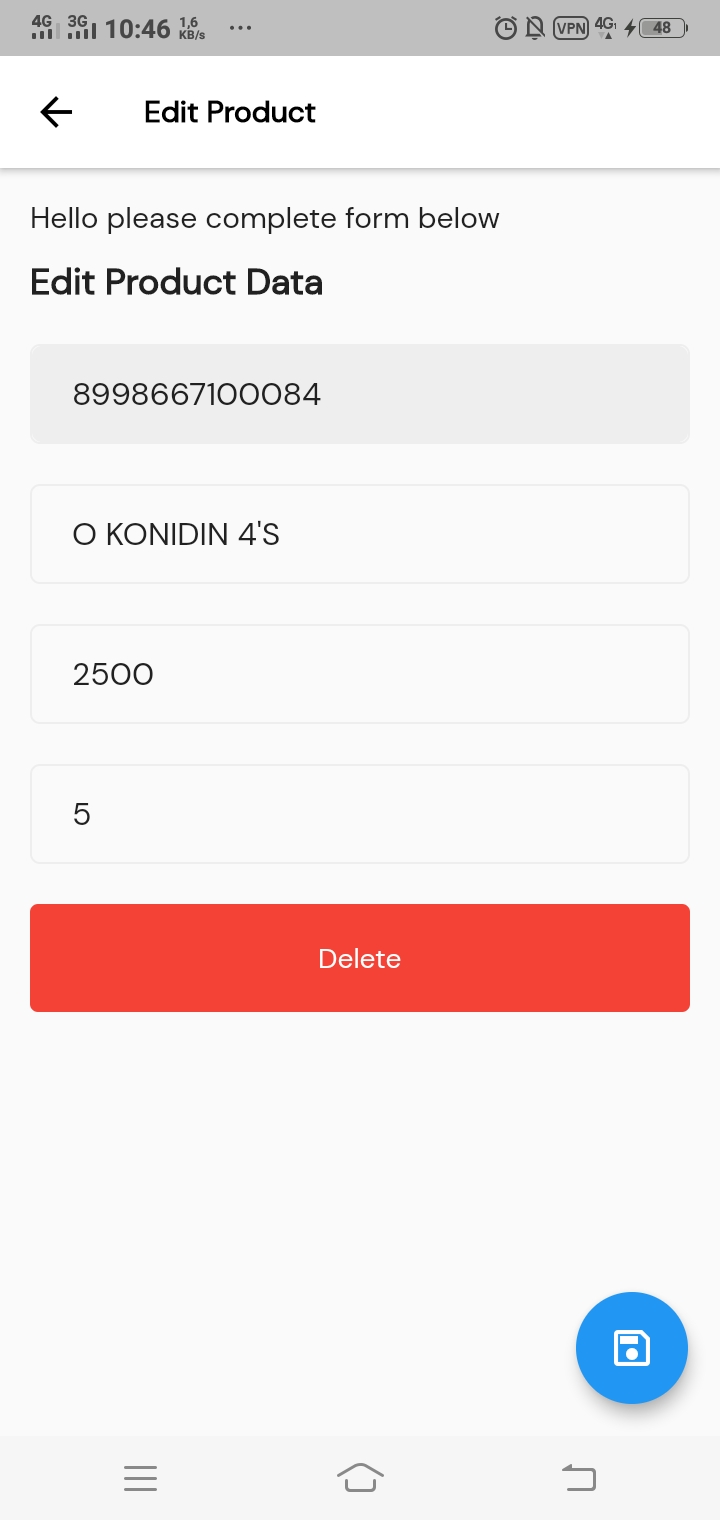 4G 3G 10:46 1,6 KB/s ... VPN 4G 48
Edit Product
Hello please complete form below
Edit Product Data
8998667100084
O KONIDIN 4'S
2500
5
Delete